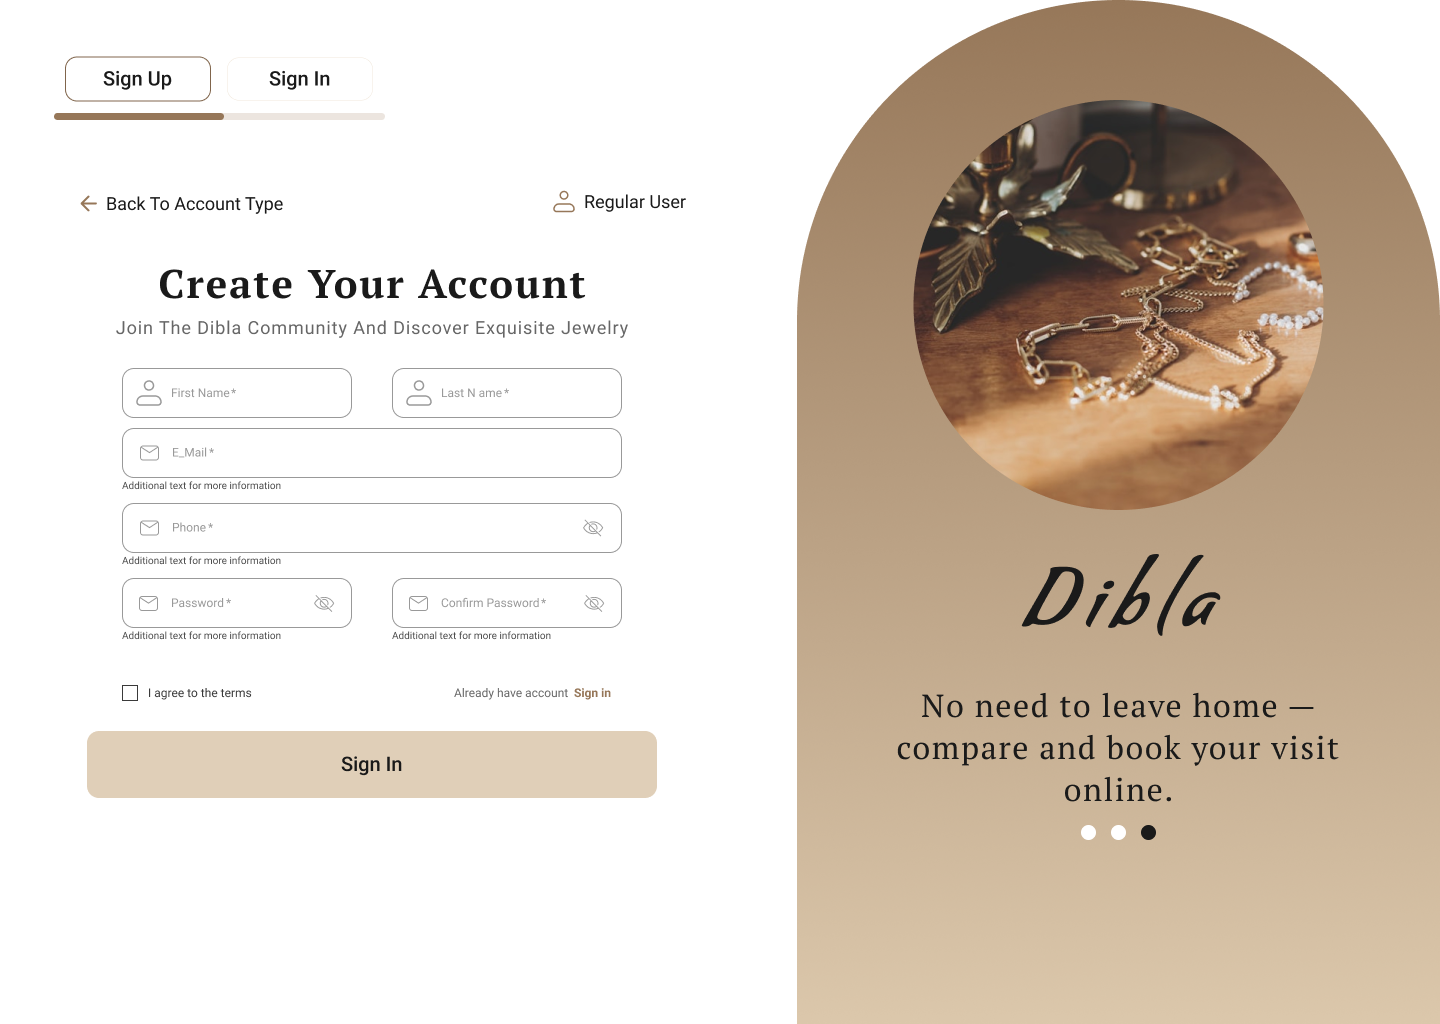 Sign Up
Sign In
Back To Account Type
Regular User
Create Your Account
Join The Dibla Community And Discover Exquisite Jewelry
First Name*
Last N ame*
E_Mail*
Additional text for more information
Phone*
Additional text for more information
Password*
Confirm Password*
Additional text for more information
Additional text for more information
I agree to the terms
Already have account Sign in
Sign In
Dibla
No need to leave home —
compare and book your visit
online.